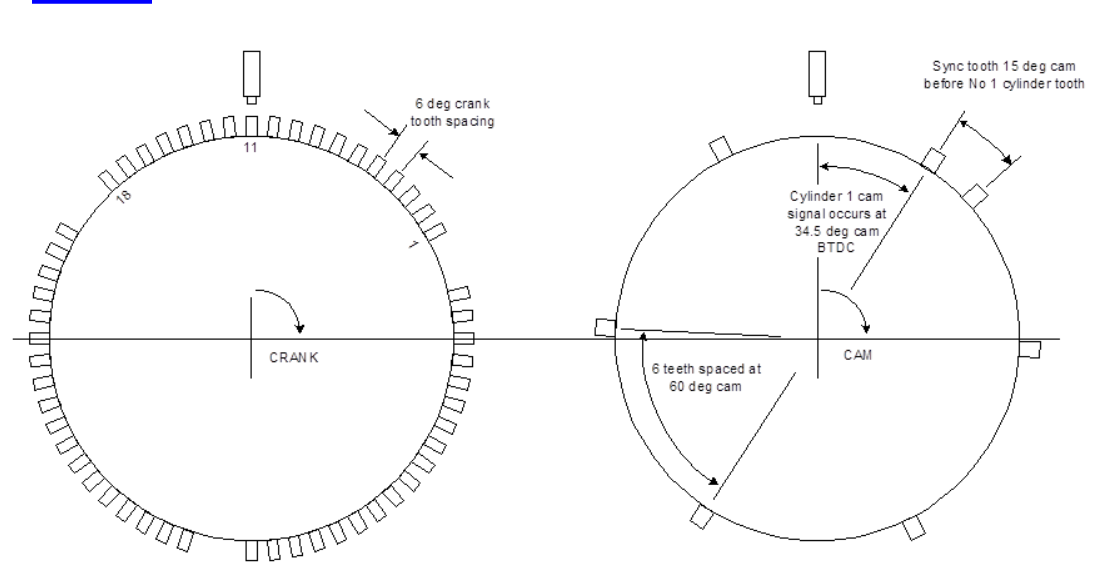 6 deg crank
tooth spacing
11
18
1
CRANK
Sync tooth 15 deg cam
before No 1 cylinder tooth
Cylinder 1 cam
signal occurs at
34.5 deg cam
BTDC
6 teeth spaced at
60 deg cam
CAM